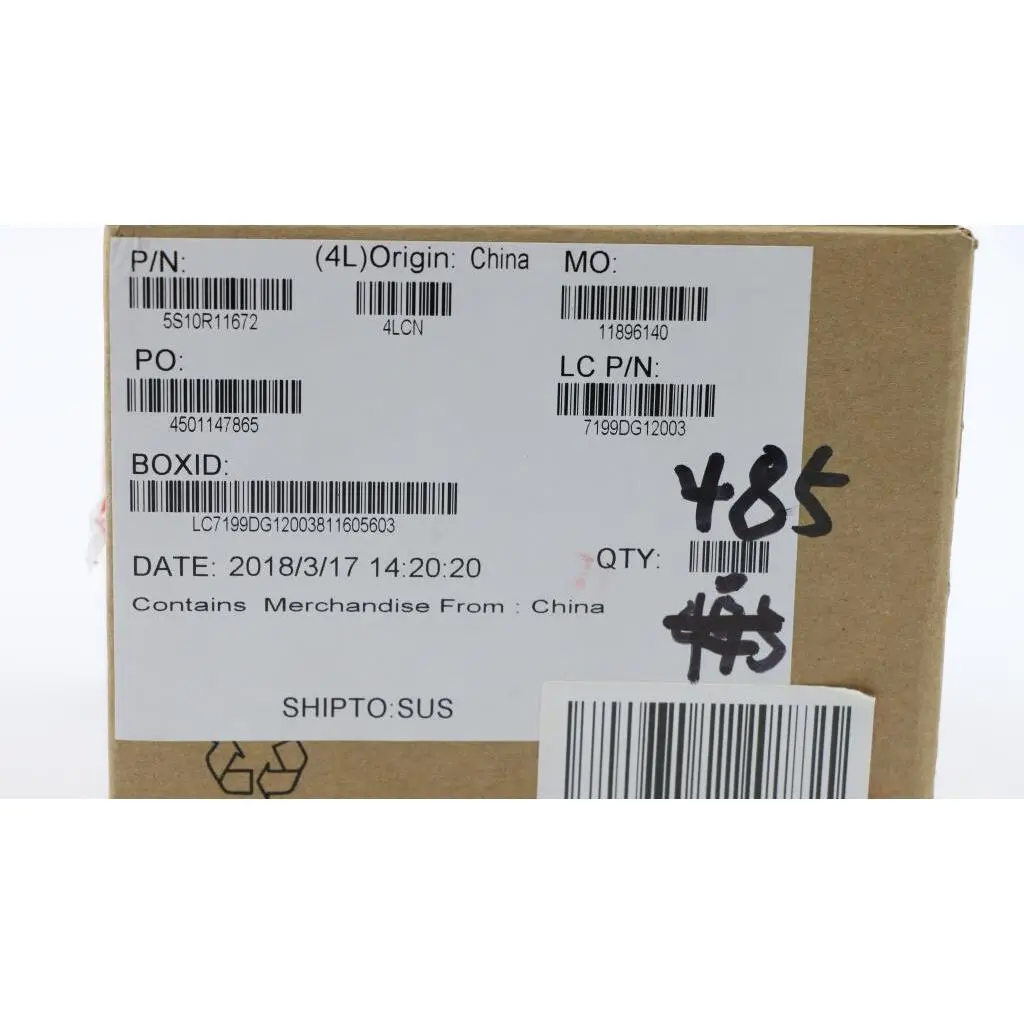 P/N: (4L)Origin: China MO:
5S10R11672 4LCN 11896140
PO: LC P/N:
4501147865 7199DG12003
BOXID:
LC7199DG12003811605603
485
DATE: 2018/3/17 14:20:20 QTY:
Contains Merchandise From : China
SHIPTO:SUS